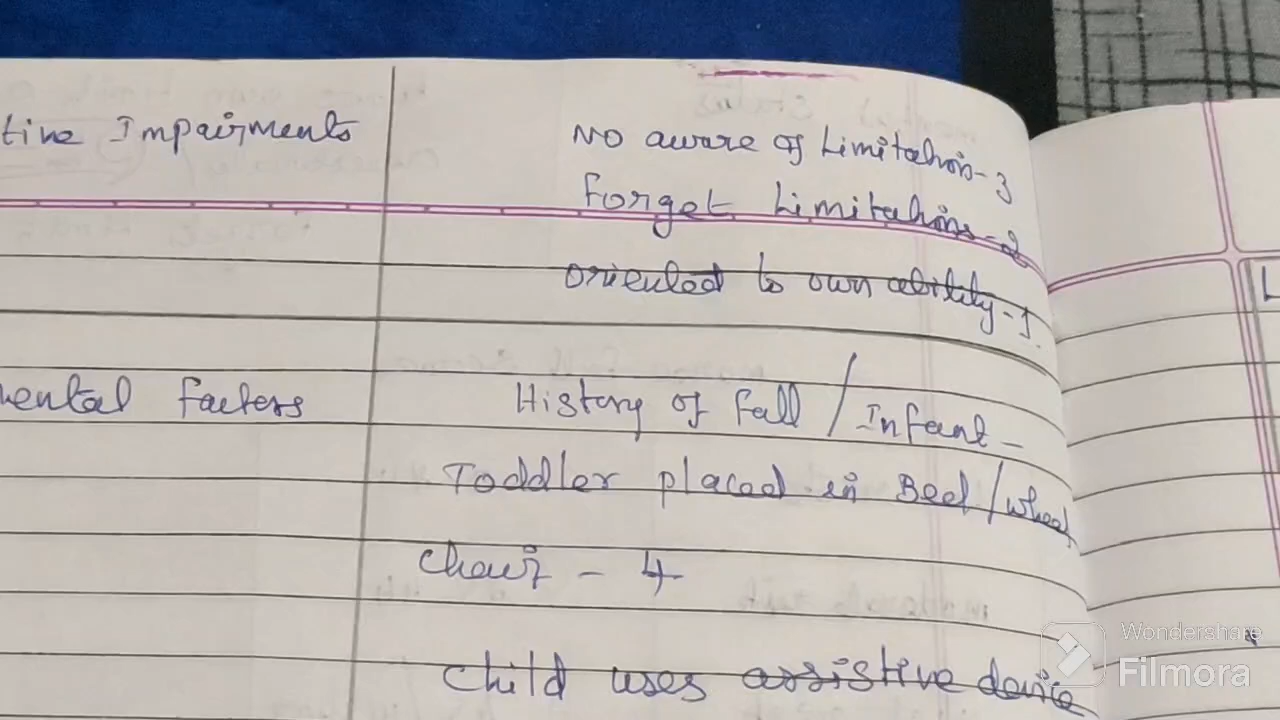 tive Impairments
No aware of Limitations-3
Forget Limitations-2
oriented to own ability-1.
mental factors
History of Fall / Infant -
Toddler placed in Bed / wheel
chair - 4
child uses assistive device
L
Wondershare
Filmora